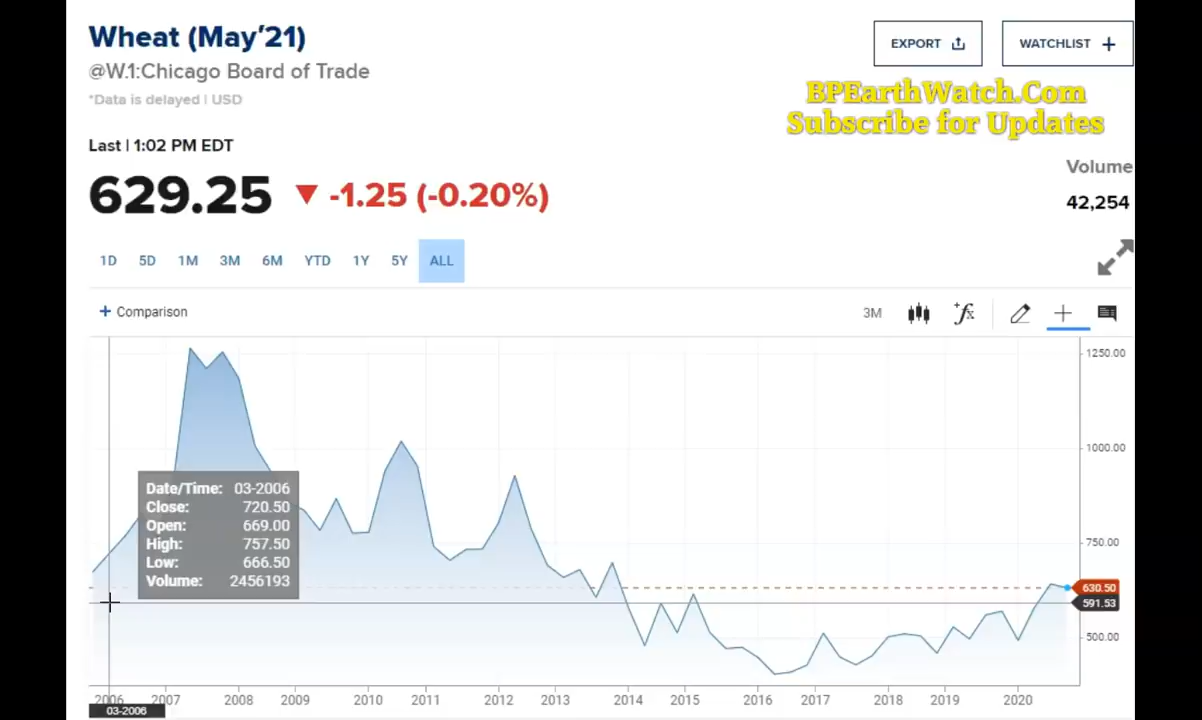 Wheat (May'21)
@W.1:Chicago Board of Trade
*Data is delayed | USD
EXPORT
WATCHLIST +
BPEarthWatch.Com
Subscribe for Updates
Last | 1:02 PM EDT
629.25 ▼ -1.25 (-0.20%)
Volume
42,254
1D 5D 1M 3M 6M YTD 1Y 5Y ALL
+ Comparison
3M
1250.00
1000.00
750.00
630.50
591.53
500.00
Date/Time: 03-2006
Close: 720.50
Open: 669.00
High: 757.50
Low: 666.50
Volume: 2456193
2006 2007 2008 2009 2010 2011 2012 2013 2014 2015 2016 2017 2018 2019 2020
03-2006